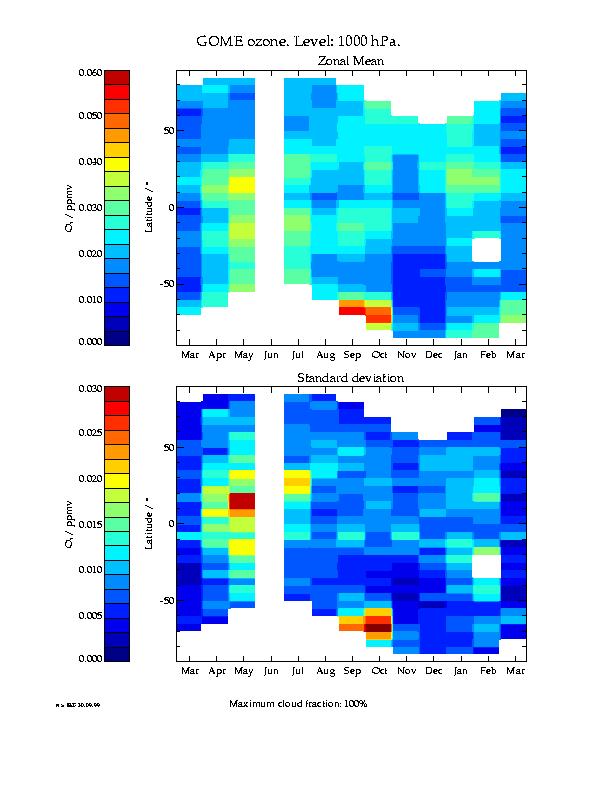 GOME ozone. Level: 1000 hPa.
Zonal Mean
0.060
0.050
0.040
0.030
0.020
0.010
0.000
O₃ / ppmv
Latitude / °
50
0
-50
Mar Apr May Jun Jul Aug Sep Oct Nov Dec Jan Feb Mar
Standard deviation
0.030
0.025
0.020
0.015
0.010
0.005
0.000
O₃ / ppmv
Latitude / °
50
0
-50
Mar Apr May Jun Jul Aug Sep Oct Nov Dec Jan Feb Mar
Maximum cloud fraction: 100%